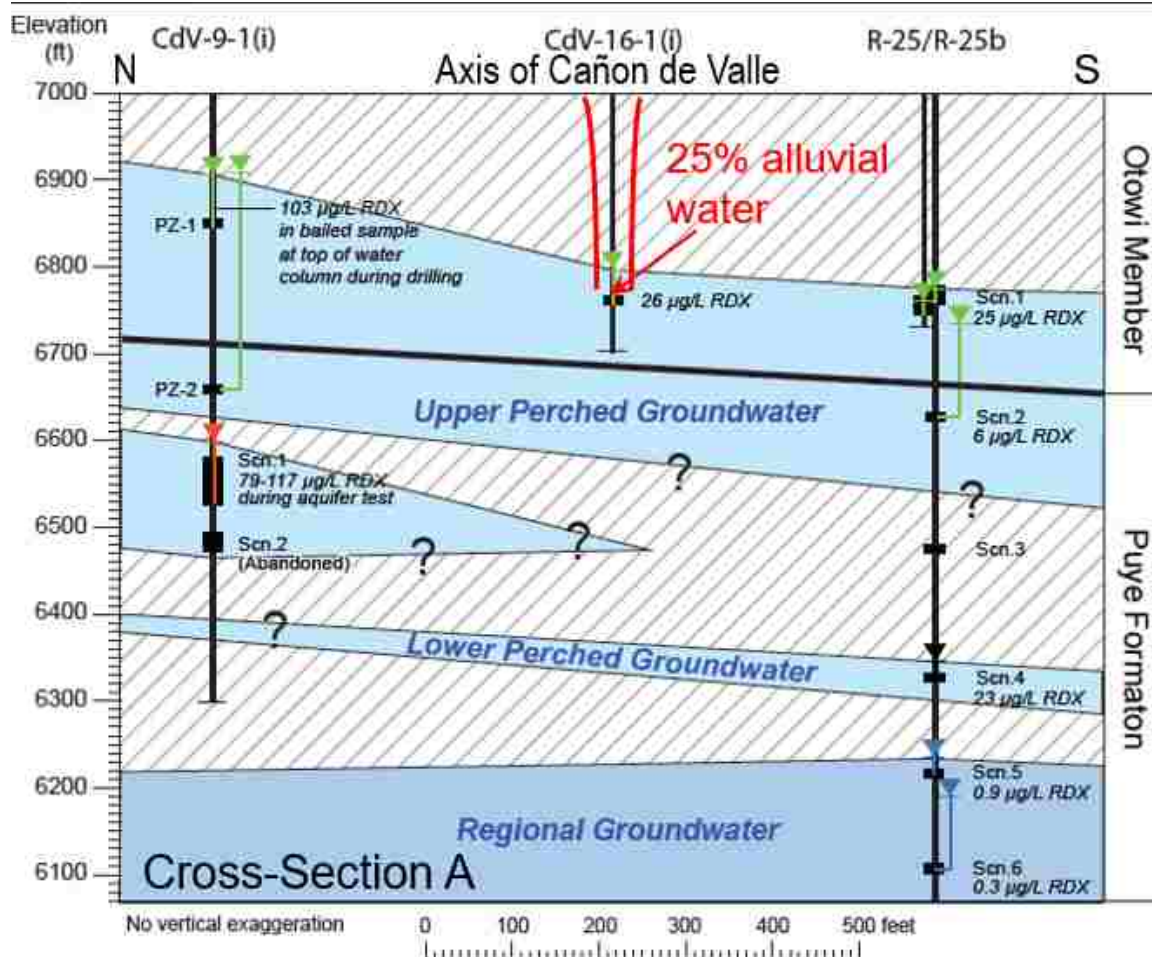 Elevation
(ft)
CdV-9-1(i)
CdV-16-1(i)
R-25/R-25b
N
Axis of Cañon de Valle
S
7000
6900
6800
6700
6600
6500
6400
6300
6200
6100
25% alluvial
water
103 µg/L RDX
in bailed sample
at top of water
column during drilling
PZ-1
26 µg/L RDX
Scn.1
25 µg/L RDX
PZ-2
Upper Perched Groundwater
Scn.2
6 µg/L RDX
Scn.1
79-117 µg/L RDX
during aquifer test
?
?
Scn.2
(Abandoned)
?
?
Scn.3
?
Lower Perched Groundwater
Scn.4
23 µg/L RDX
Scn.5
0.9 µg/L RDX
Regional Groundwater
Scn.6
0.3 µg/L RDX
Cross-Section A
Otowi Member
Puye Formaton
No vertical exaggeration
0 100 200 300 400 500 feet